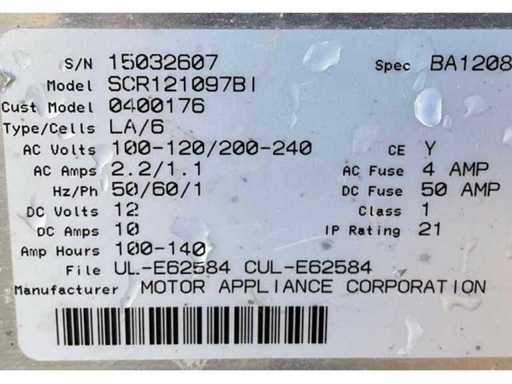 S/N 15032607 Spec BA1208
Model SCR121097BI
Cust Model 0400176
Type/Cells LA/6
AC Volts 100-120/200-240 CE Y
AC Amps 2.2/1.1 AC Fuse 4 AMP
Hz/Ph 50/60/1 DC Fuse 50 AMP
DC Volts 12 Class 1
DC Amps 10 IP Rating 21
Amp Hours 100-140
File UL-E62584 CUL-E62584
Manufacturer MOTOR APPLIANCE CORPORATION